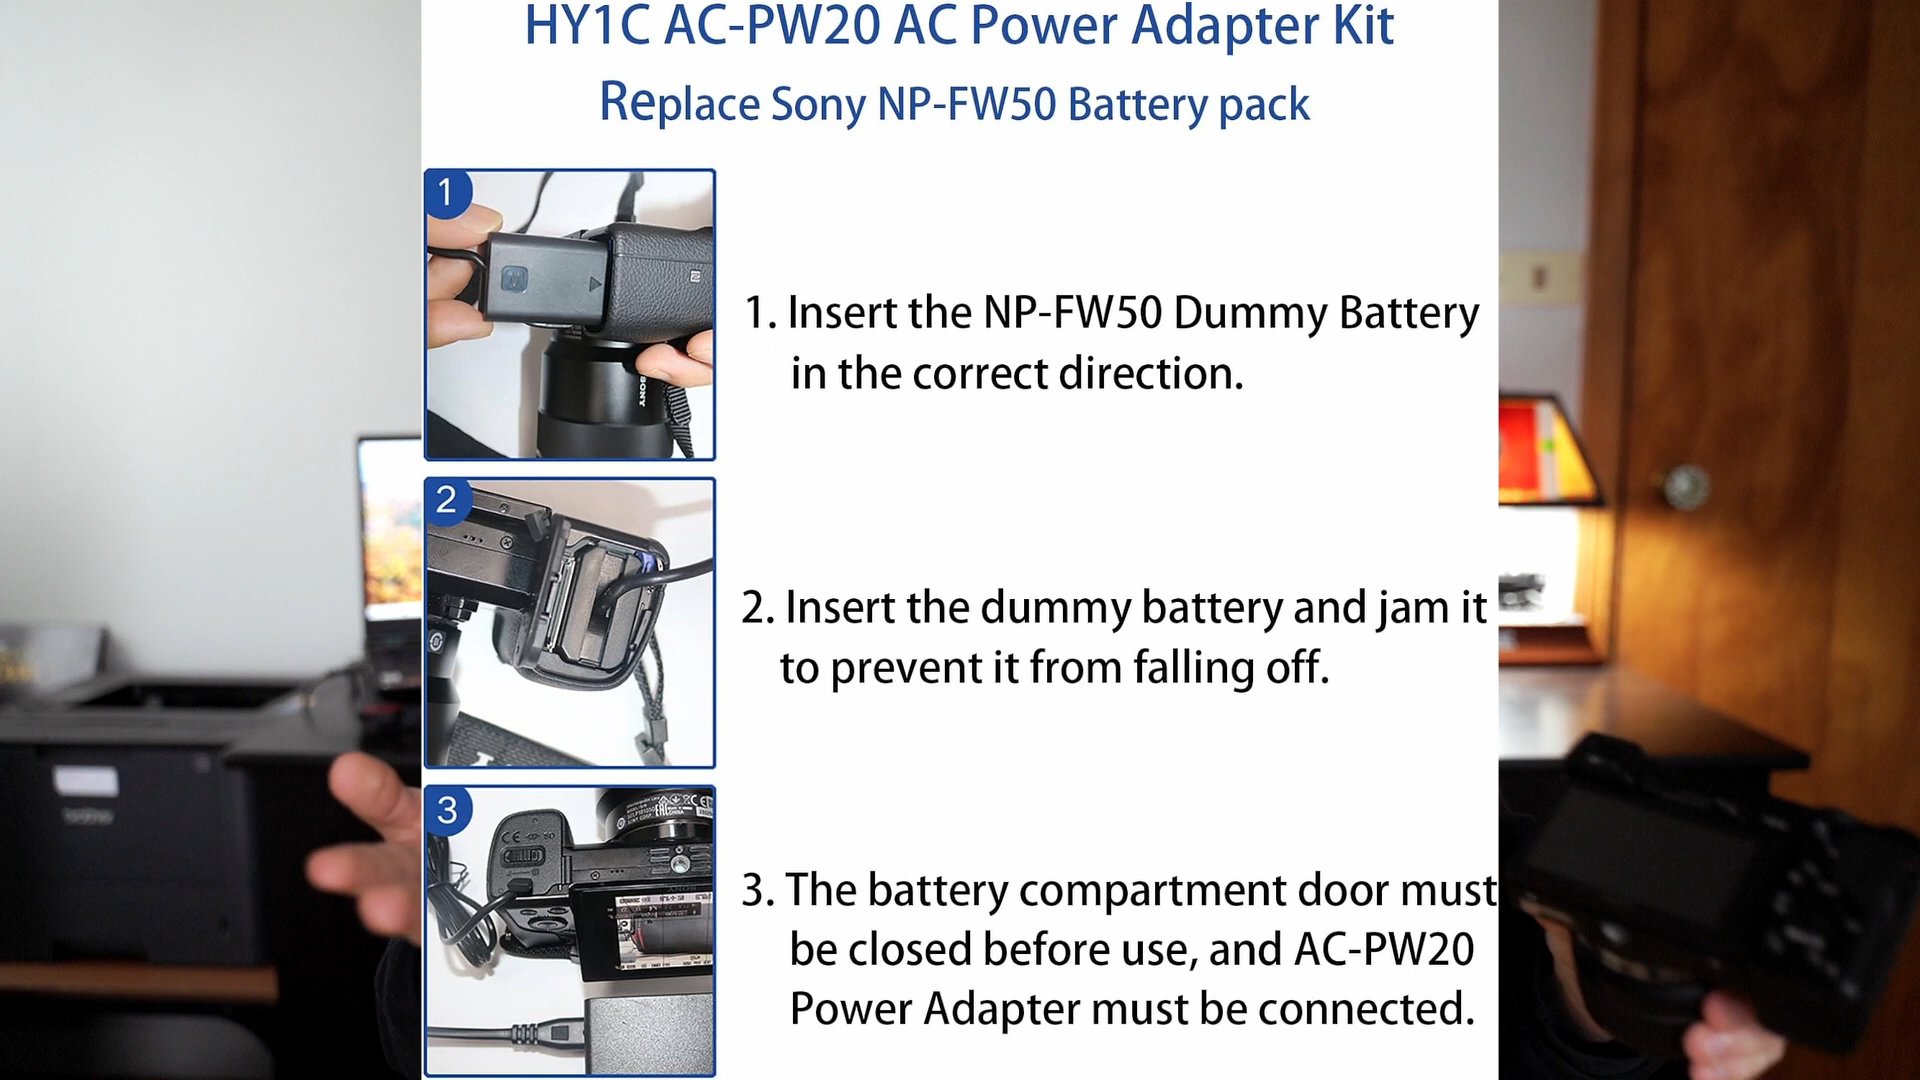 HY1C AC-PW20 AC Power Adapter Kit
Replace Sony NP-FW50 Battery pack
1
SONY
1. Insert the NP-FW50 Dummy Battery
in the correct direction.
2
2. Insert the dummy battery and jam it
to prevent it from falling off.
3
3. The battery compartment door must
be closed before use, and AC-PW20
Power Adapter must be connected.
brother